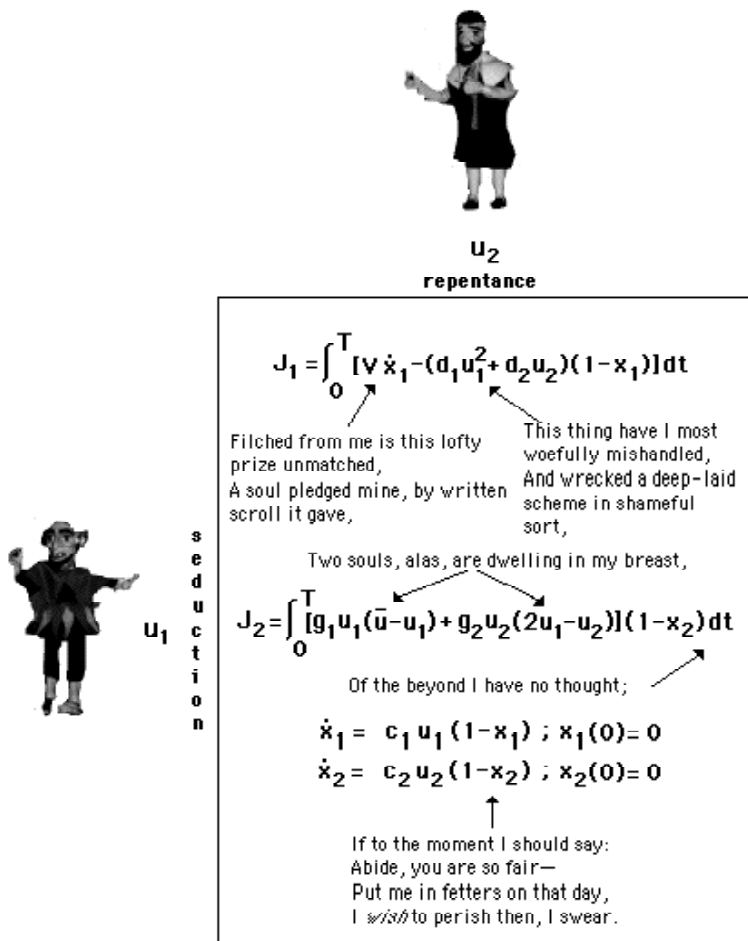 u₂
repentance
J₁ = ∫₀ᵀ [V ẋ₁ - (d₁u₁² + d₂u₂)(1-x₁)]dt
Filched from me is this lofty
prize unmatched,
A soul pledged mine, by written
scroll it gave,
This thing have I most
woefully mishandled,
And wrecked a deep-laid
scheme in shameful
sort,
Two souls, alas, are dwelling in my breast,
u₁
seduction
J₂ = ∫₀ᵀ [g₁u₁(ū-u₁) + g₂u₂(2u₁-u₂)](1-x₂)dt
Of the beyond I have no thought;
ẋ₁ = c₁ u₁ (1-x₁) ; x₁(0)= 0
ẋ₂ = c₂ u₂ (1-x₂) ; x₂(0)= 0
If to the moment I should say:
Abide, you are so fair—
Put me in fetters on that day,
I wish to perish then, I swear.